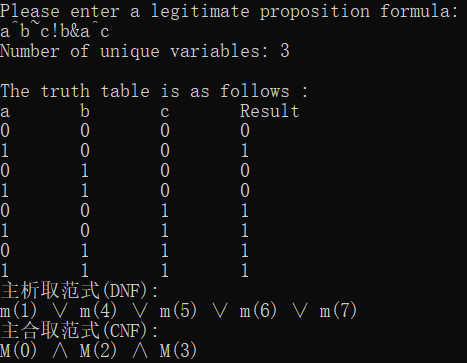 Please enter a legitimate proposition formula:
a^b~c!b&a^c
Number of unique variables: 3
The truth table is as follows :
a b c Result
0 0 0 0
1 0 0 1
0 1 0 0
1 1 0 0
0 0 1 1
1 0 1 1
0 1 1 1
1 1 1 1
主析取范式(DNF):
m(1) ∨ m(4) ∨ m(5) ∨ m(6) ∨ m(7)
主合取范式(CNF):
M(0) ∧ M(2) ∧ M(3)